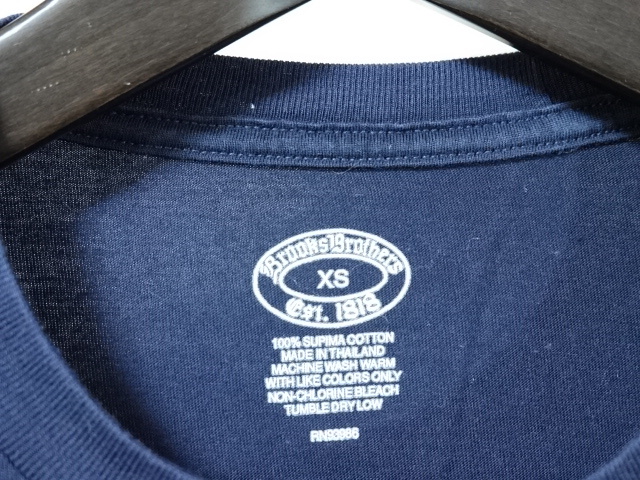 Brooks Brothers
XS
Est. 1818
100% SUPIMA COTTON
MADE IN THAILAND
MACHINE WASH WARM
WITH LIKE COLORS ONLY
NON-CHLORINE BLEACH
TUMBLE DRY LOW
RN93966